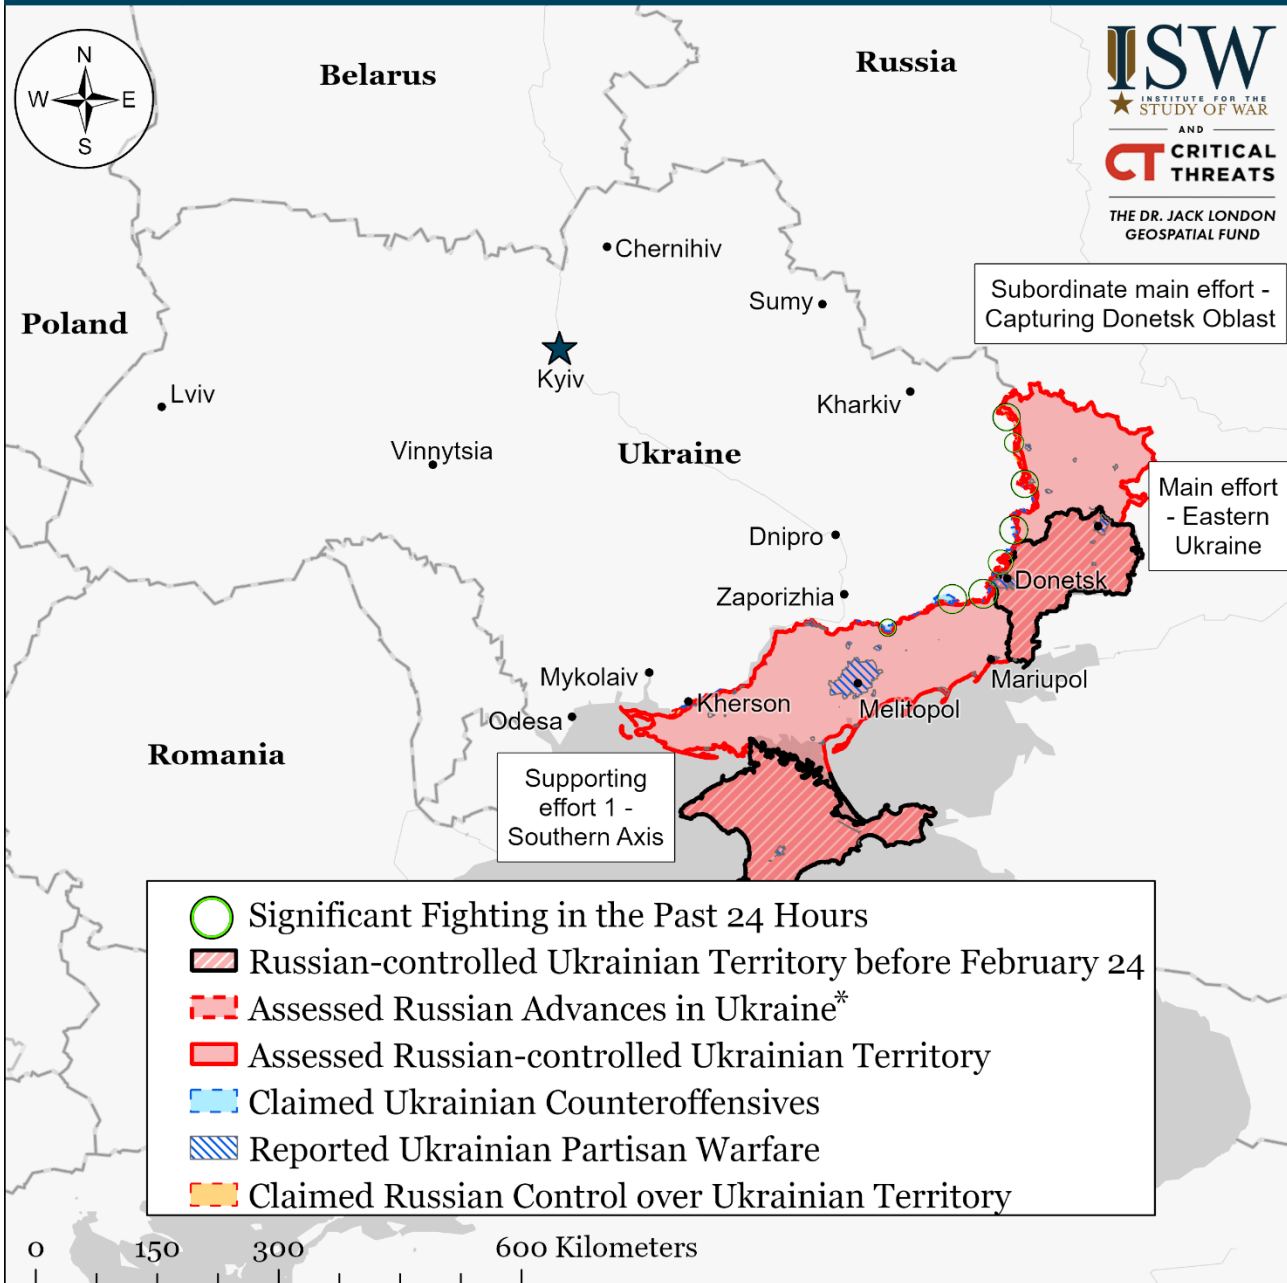 N
W
E
S
Belarus
Russia
ISW
INSTITUTE FOR THE
STUDY OF WAR
AND
CT CRITICAL
THREATS
THE DR. JACK LONDON
GEOSPATIAL FUND
Chernihiv
Sumy
Subordinate main effort -
Capturing Donetsk Oblast
Poland
Kyiv
Lviv
Kharkiv
Vinnytsia
Ukraine
Main effort
- Eastern
Ukraine
Dnipro
Donetsk
Zaporizhia
Mykolaiv
Mariupol
Kherson
Melitopol
Odesa
Romania
Supporting
effort 1 -
Southern Axis
Significant Fighting in the Past 24 Hours
Russian-controlled Ukrainian Territory before February 24
Assessed Russian Advances in Ukraine*
Assessed Russian-controlled Ukrainian Territory
Claimed Ukrainian Counteroffensives
Reported Ukrainian Partisan Warfare
Claimed Russian Control over Ukrainian Territory
0 150 300 600 Kilometers